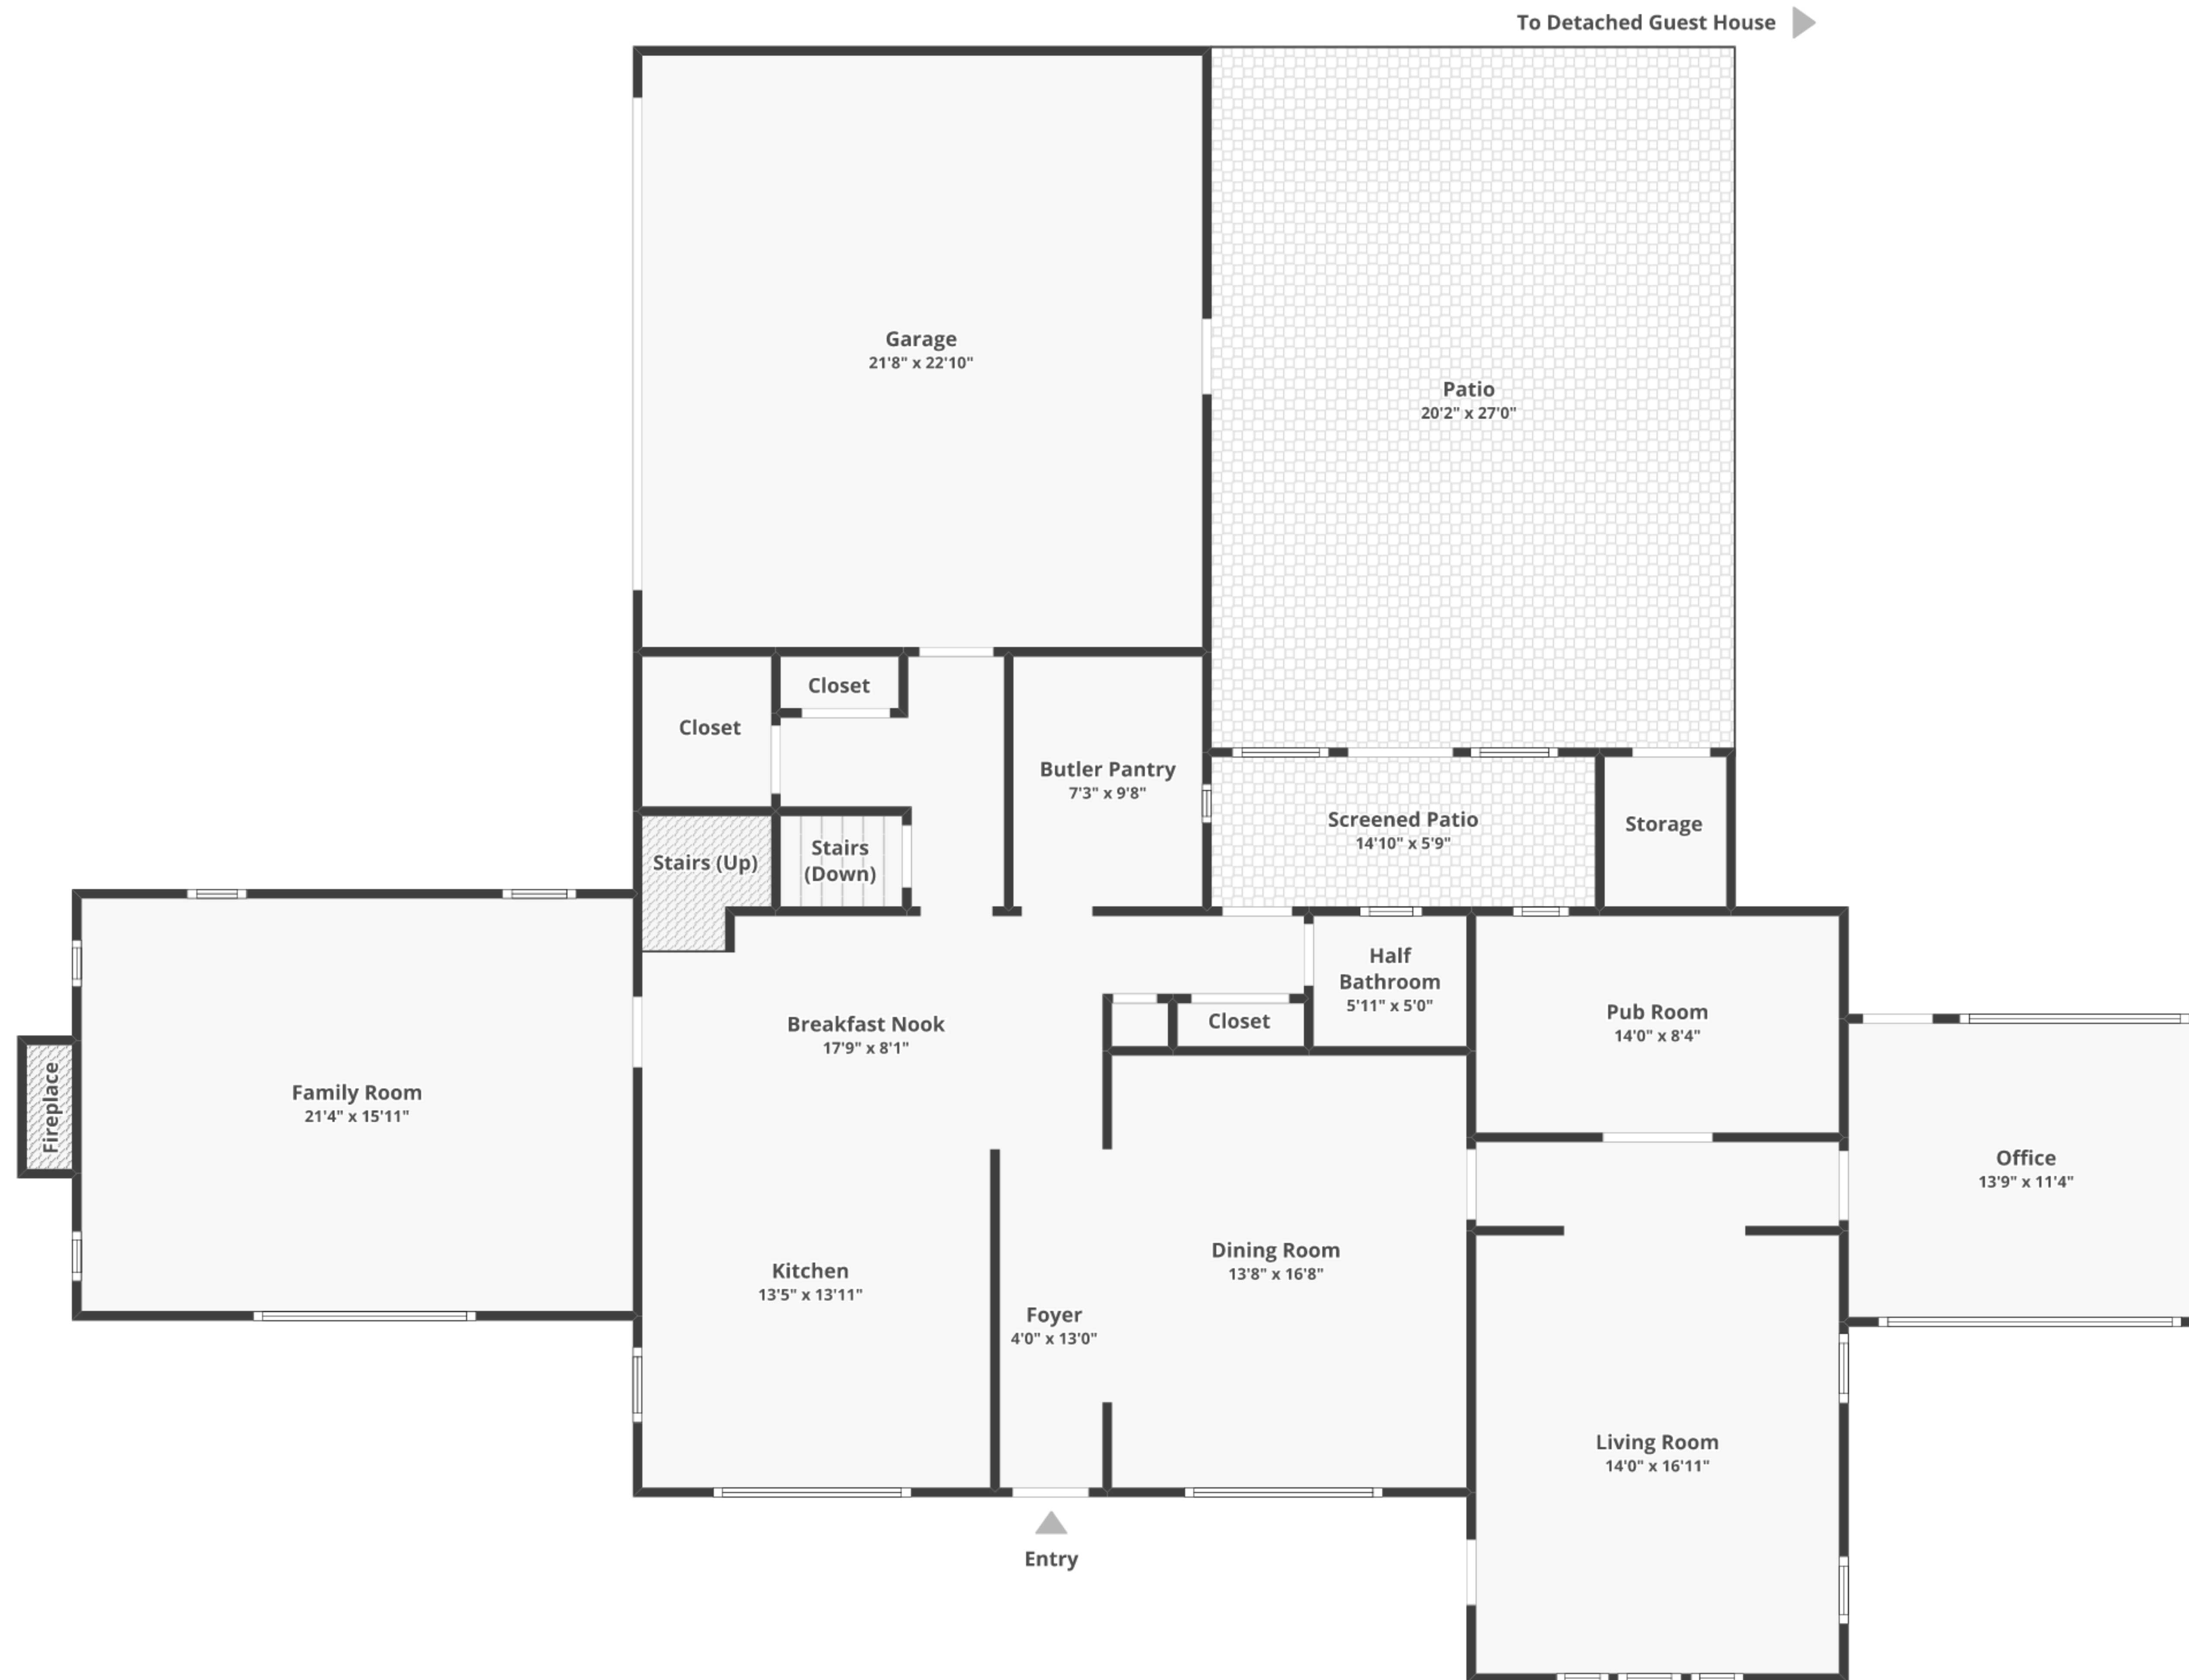 To Detached Guest House
Garage
21'8" x 22'10"
Patio
20'2" x 27'0"
Closet
Closet
Butler Pantry
7'3" x 9'8"
Screened Patio
14'10" x 5'9"
Storage
Stairs (Up)
Stairs
(Down)
Half
Bathroom
5'11" x 5'0"
Closet
Pub Room
14'0" x 8'4"
Breakfast Nook
17'9" x 8'1"
Family Room
21'4" x 15'11"
Fireplace
Office
13'9" x 11'4"
Dining Room
13'8" x 16'8"
Kitchen
13'5" x 13'11"
Foyer
4'0" x 13'0"
Living Room
14'0" x 16'11"
Entry